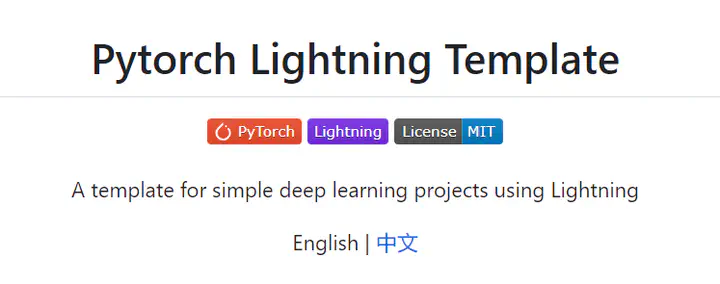 Pytorch Lightning Template
PyTorch Lightning License MIT
A template for simple deep learning projects using Lightning
English | 中文